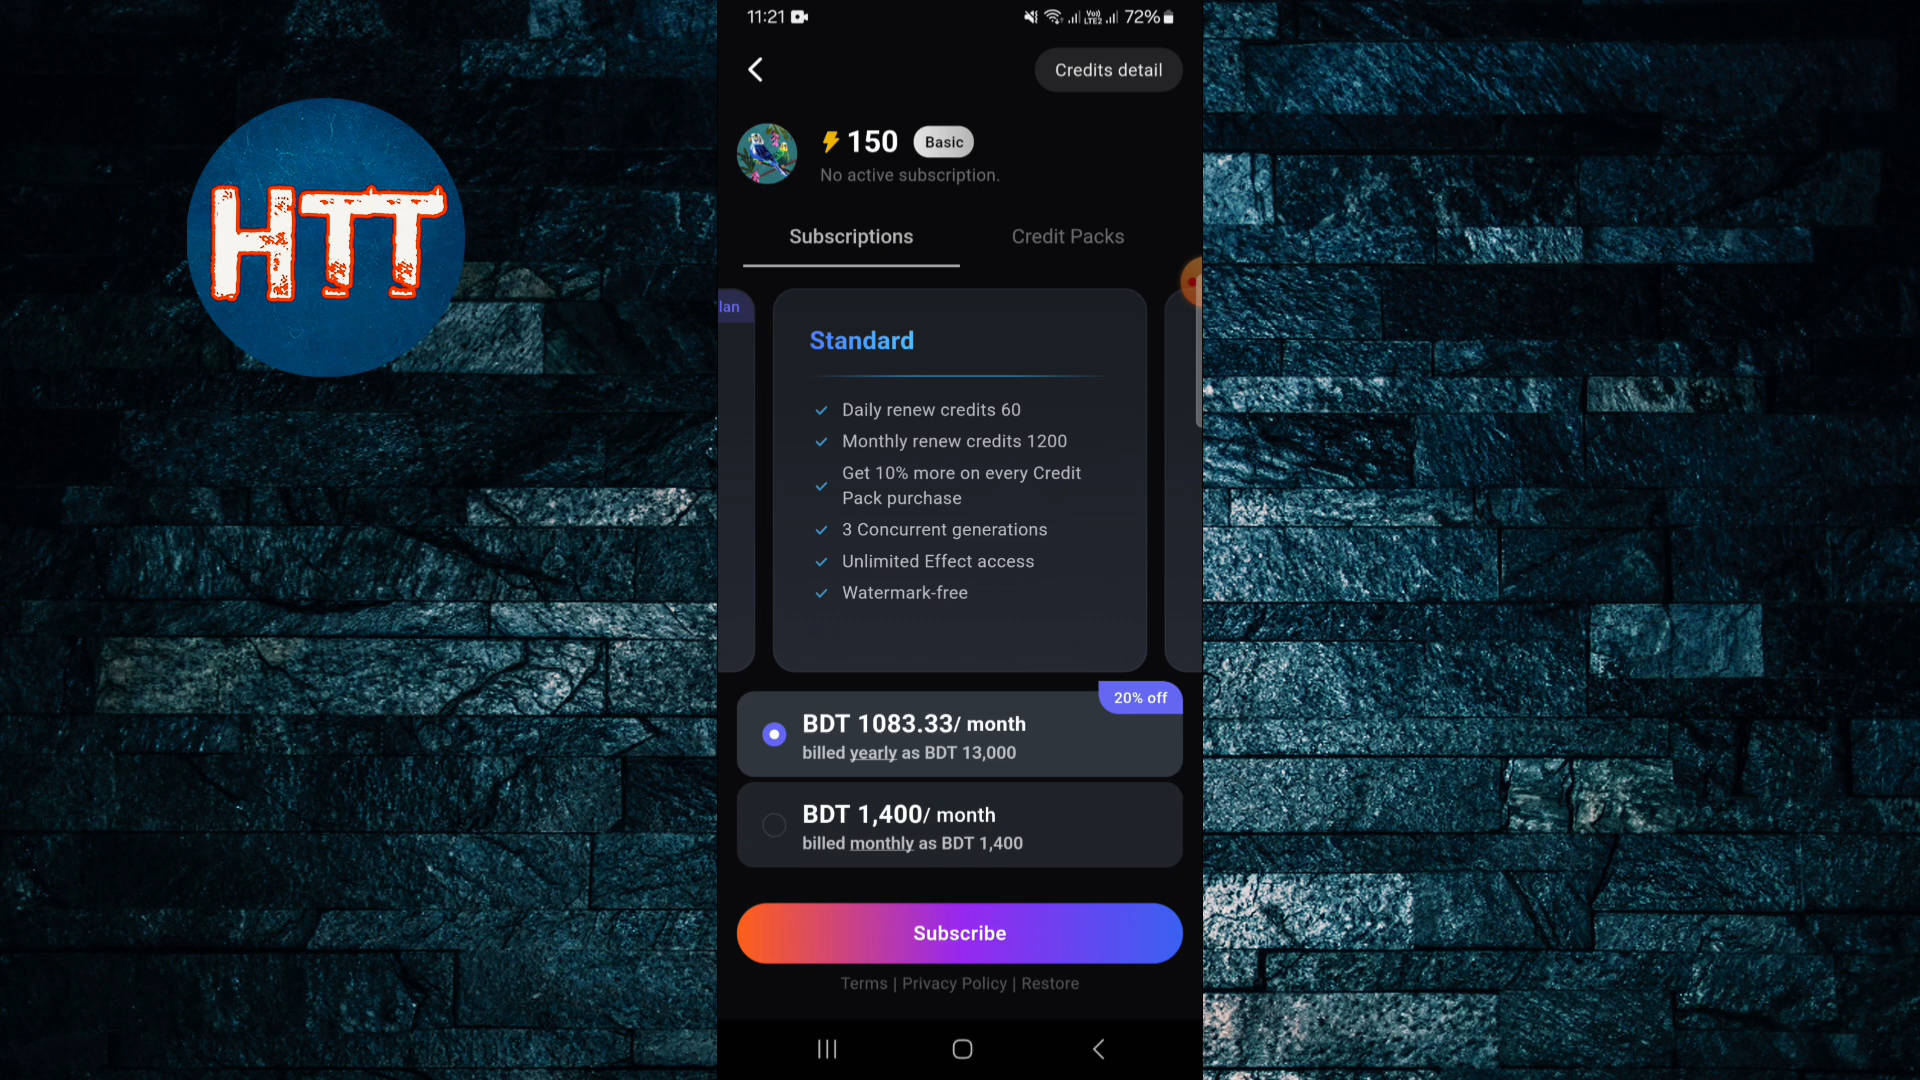 HTT
11:21
Vo)) LTE2 72%
Credits detail
150 Basic
No active subscription.
Subscriptions
Credit Packs
lan
Standard
Daily renew credits 60
Monthly renew credits 1200
Get 10% more on every Credit
Pack purchase
3 Concurrent generations
Unlimited Effect access
Watermark-free
20% off
BDT 1083.33/ month
billed yearly as BDT 13,000
BDT 1,400/ month
billed monthly as BDT 1,400
Subscribe
Terms | Privacy Policy | Restore